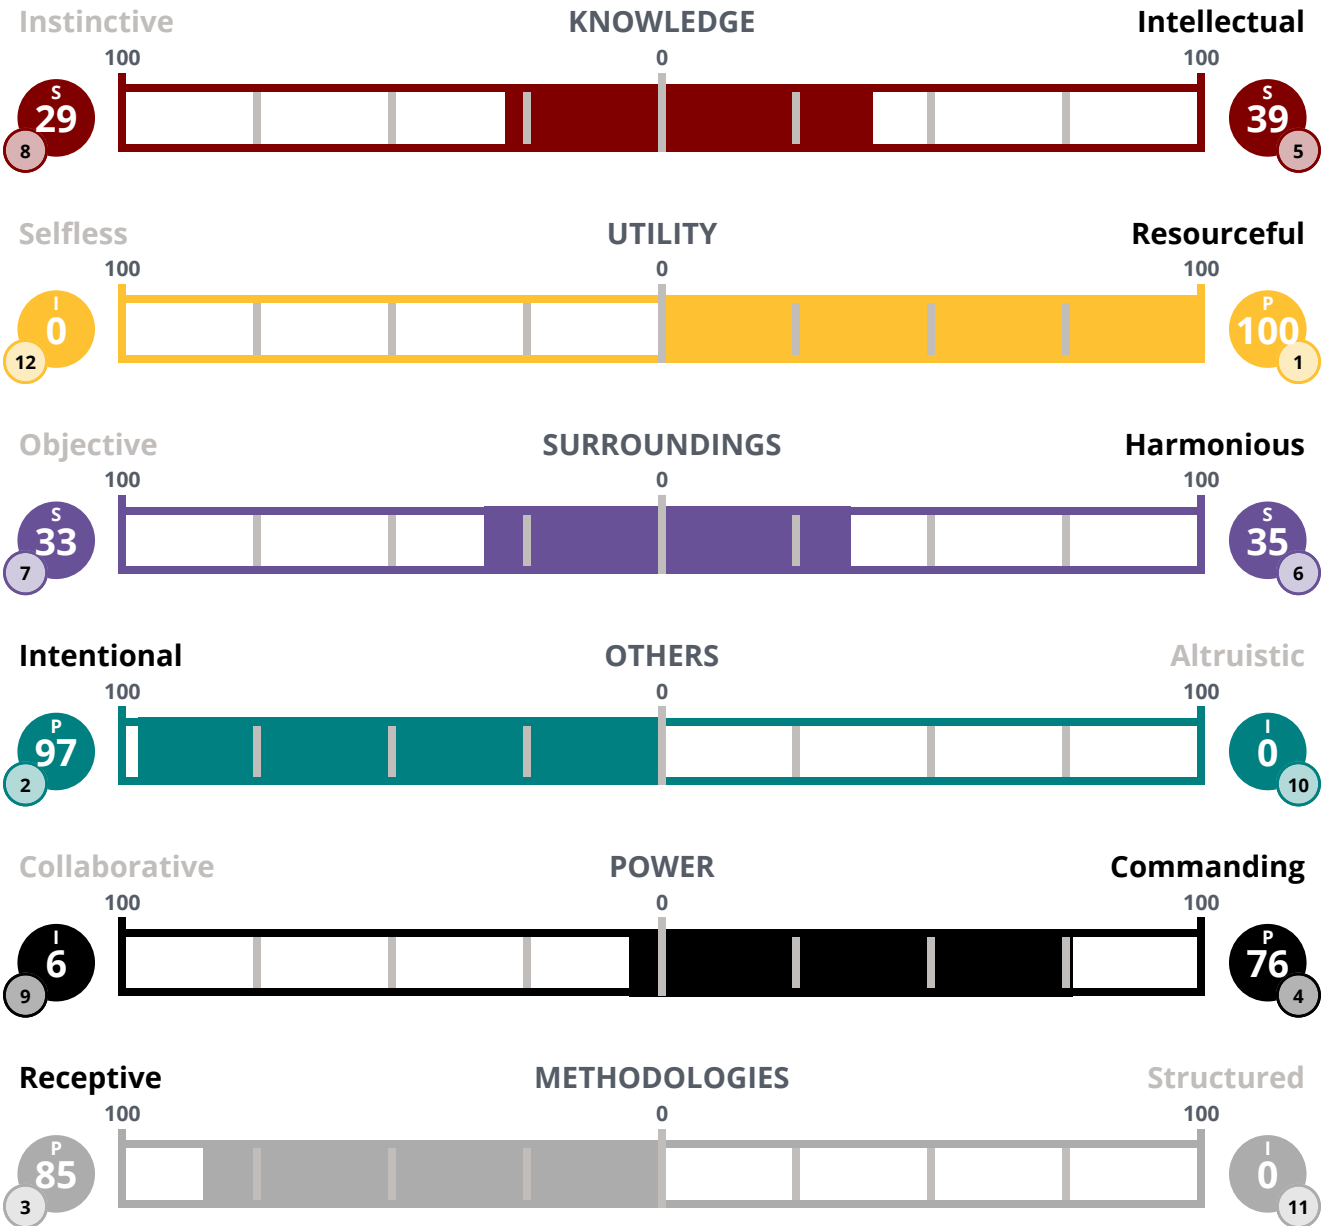 Instinctive KNOWLEDGE Intellectual
100 0 100
S S
29 39
8 5
Selfless UTILITY Resourceful
100 0 100
I P
0 100
12 1
Objective SURROUNDINGS Harmonious
100 0 100
S S
33 35
7 6
Intentional OTHERS Altruistic
100 0 100
P I
97 0
2 10
Collaborative POWER Commanding
100 0 100
I P
6 76
9 4
Receptive METHODOLOGIES Structured
100 0 100
P I
85 0
3 11